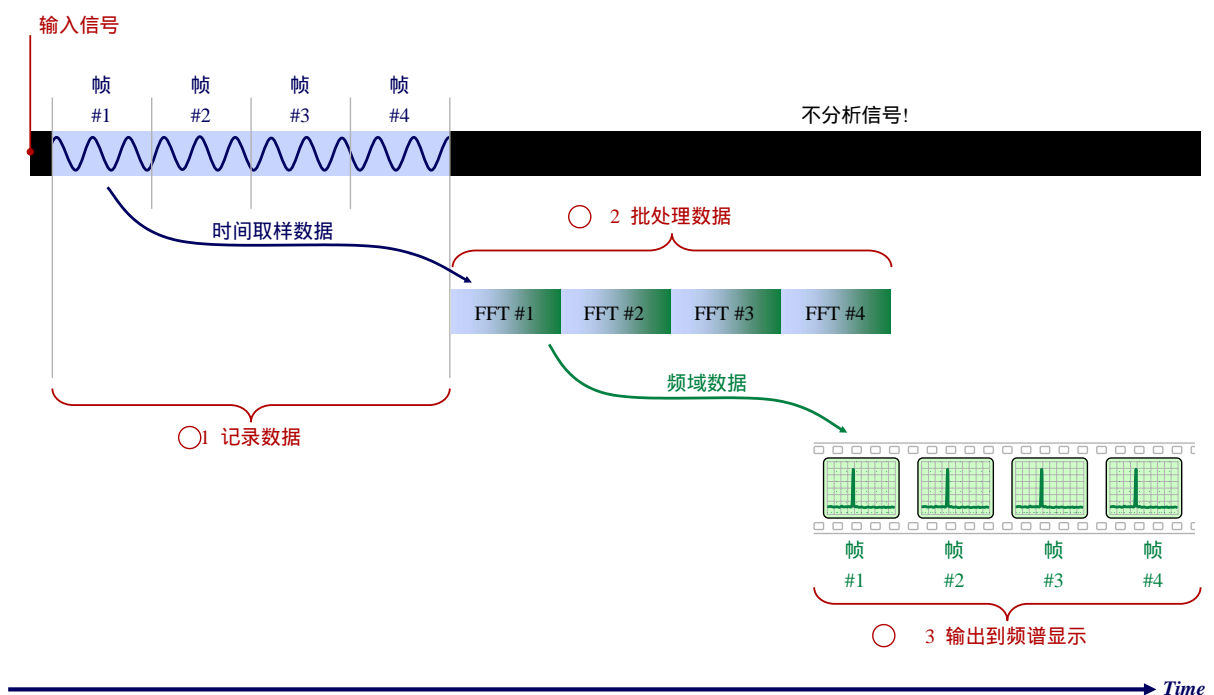 输入信号
帧 帧 帧 帧
#1 #2 #3 #4
不分析信号!
2 批处理数据
时间取样数据
FFT #1 FFT #2 FFT #3 FFT #4
频域数据
1 记录数据
帧 帧 帧 帧
#1 #2 #3 #4
3 输出到频谱显示
Time